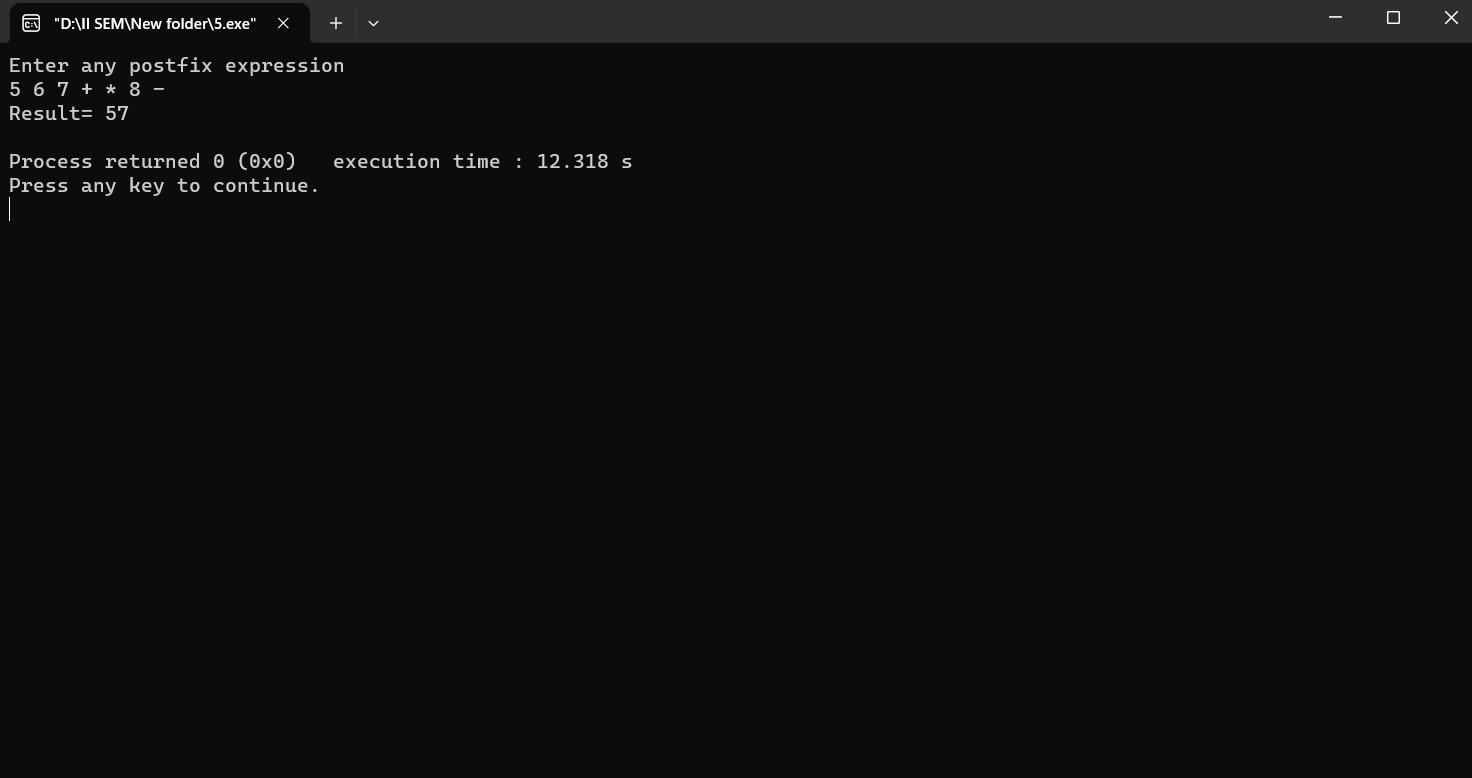 "D:\II SEM\New folder\5.exe"
Enter any postfix expression
5 6 7 + * 8 -
Result= 57
Process returned 0 (0x0)   execution time : 12.318 s
Press any key to continue.